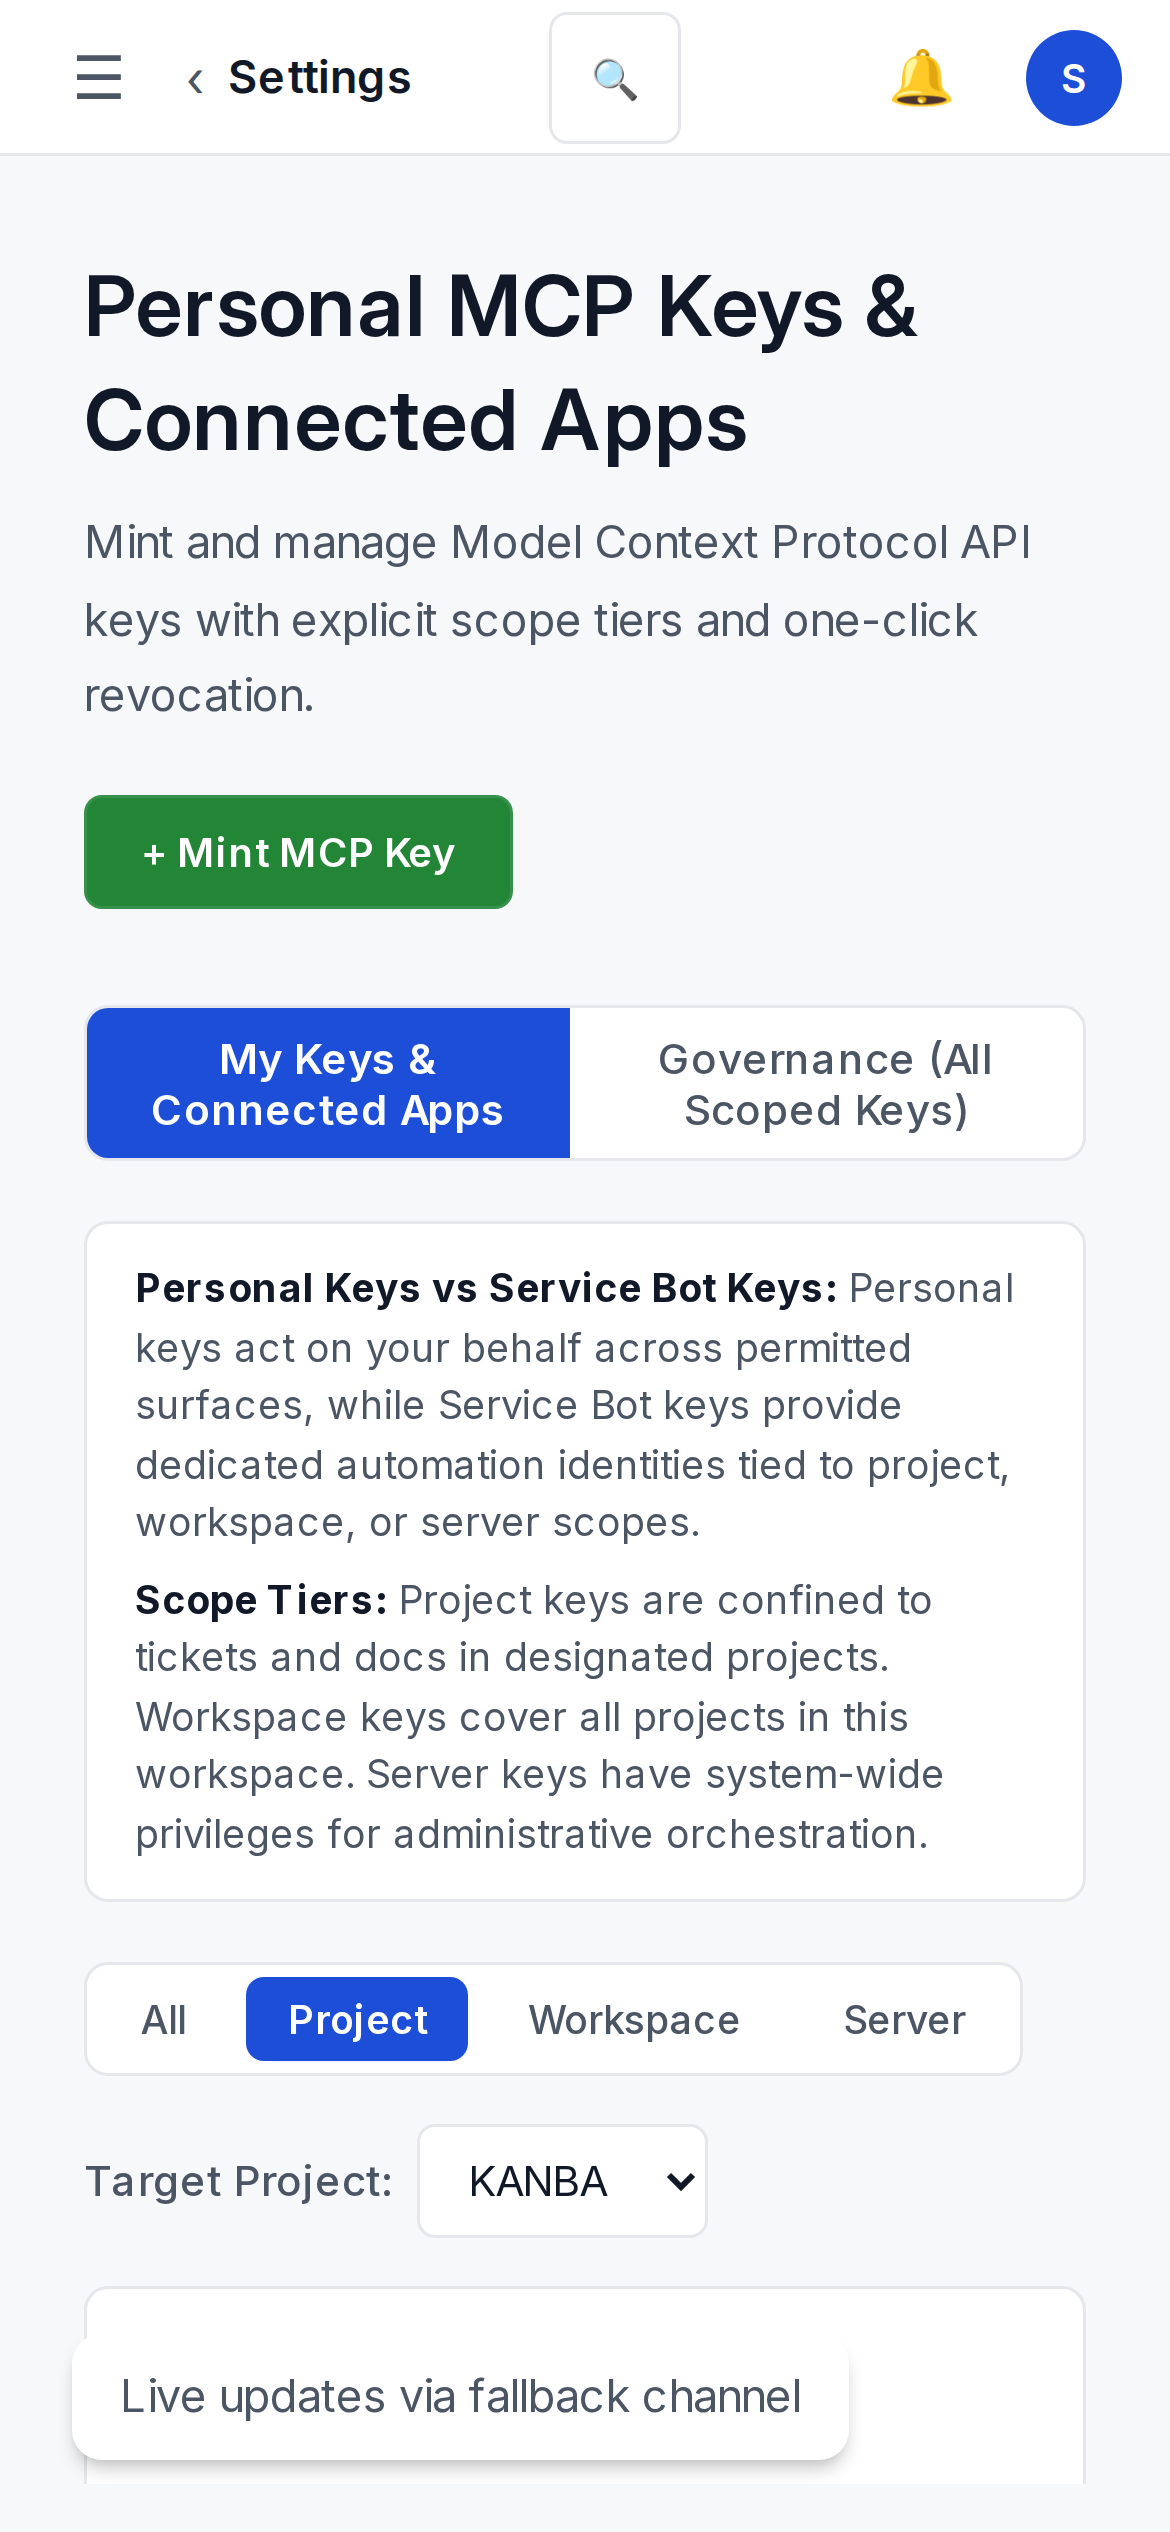 ‹ Settings
S
Personal MCP Keys &
Connected Apps
Mint and manage Model Context Protocol API
keys with explicit scope tiers and one-click
revocation.
+ Mint MCP Key
My Keys &
Connected Apps
Governance (All
Scoped Keys)
Personal Keys vs Service Bot Keys: Personal
keys act on your behalf across permitted
surfaces, while Service Bot keys provide
dedicated automation identities tied to project,
workspace, or server scopes.
Scope Tiers: Project keys are confined to
tickets and docs in designated projects.
Workspace keys cover all projects in this
workspace. Server keys have system-wide
privileges for administrative orchestration.
All Project Workspace Server
Target Project: KANBA
Live updates via fallback channel